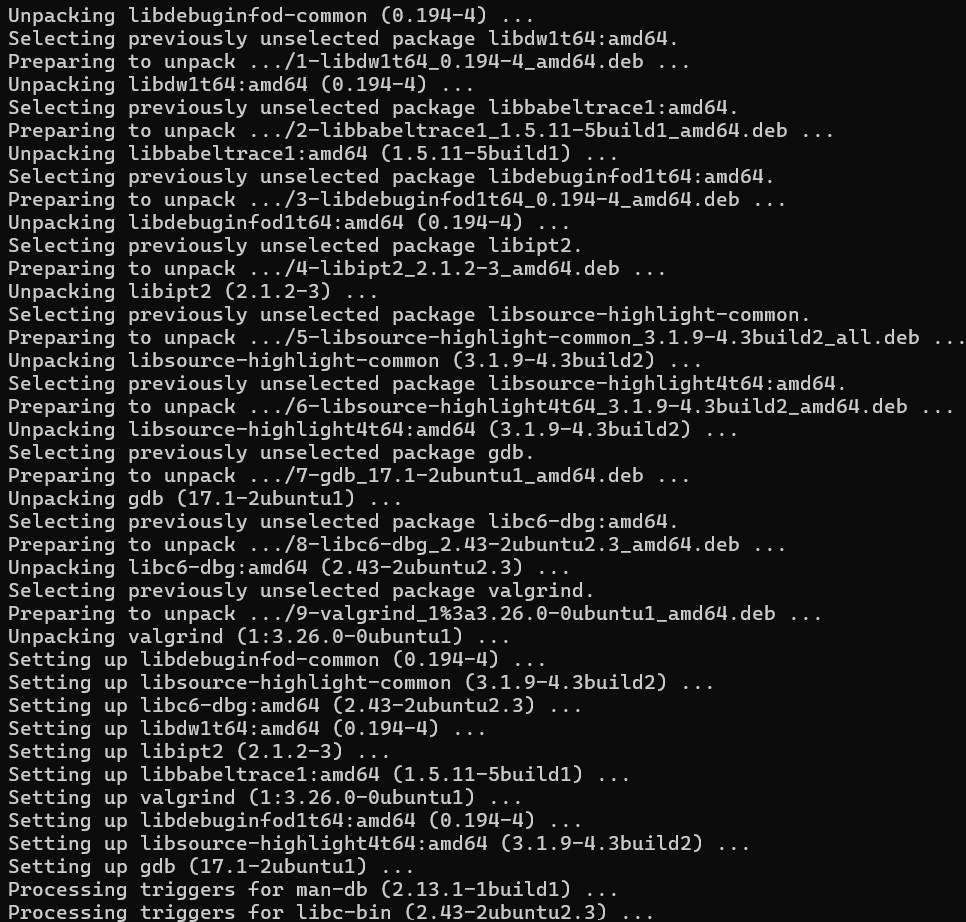 Unpacking libdebuginfod-common (0.194-4) ...
Selecting previously unselected package libdw1t64:amd64.
Preparing to unpack .../1-libdw1t64_0.194-4_amd64.deb ...
Unpacking libdw1t64:amd64 (0.194-4) ...
Selecting previously unselected package libbabeltrace1:amd64.
Preparing to unpack .../2-libbabeltrace1_1.5.11-5build1_amd64.deb ...
Unpacking libbabeltrace1:amd64 (1.5.11-5build1) ...
Selecting previously unselected package libdebuginfod1t64:amd64.
Preparing to unpack .../3-libdebuginfod1t64_0.194-4_amd64.deb ...
Unpacking libdebuginfod1t64:amd64 (0.194-4) ...
Selecting previously unselected package libipt2.
Preparing to unpack .../4-libipt2_2.1.2-3_amd64.deb ...
Unpacking libipt2 (2.1.2-3) ...
Selecting previously unselected package libsource-highlight-common.
Preparing to unpack .../5-libsource-highlight-common_3.1.9-4.3build2_all.deb ...
Unpacking libsource-highlight-common (3.1.9-4.3build2) ...
Selecting previously unselected package libsource-highlight4t64:amd64.
Preparing to unpack .../6-libsource-highlight4t64_3.1.9-4.3build2_amd64.deb ...
Unpacking libsource-highlight4t64:amd64 (3.1.9-4.3build2) ...
Selecting previously unselected package gdb.
Preparing to unpack .../7-gdb_17.1-2ubuntu1_amd64.deb ...
Unpacking gdb (17.1-2ubuntu1) ...
Selecting previously unselected package libc6-dbg:amd64.
Preparing to unpack .../8-libc6-dbg_2.43-2ubuntu2.3_amd64.deb ...
Unpacking libc6-dbg:amd64 (2.43-2ubuntu2.3) ...
Selecting previously unselected package valgrind.
Preparing to unpack .../9-valgrind_1%3a3.26.0-0ubuntu1_amd64.deb ...
Unpacking valgrind (1:3.26.0-0ubuntu1) ...
Setting up libdebuginfod-common (0.194-4) ...
Setting up libsource-highlight-common (3.1.9-4.3build2) ...
Setting up libc6-dbg:amd64 (2.43-2ubuntu2.3) ...
Setting up libdw1t64:amd64 (0.194-4) ...
Setting up libipt2 (2.1.2-3) ...
Setting up libbabeltrace1:amd64 (1.5.11-5build1) ...
Setting up valgrind (1:3.26.0-0ubuntu1) ...
Setting up libdebuginfod1t64:amd64 (0.194-4) ...
Setting up libsource-highlight4t64:amd64 (3.1.9-4.3build2) ...
Setting up gdb (17.1-2ubuntu1) ...
Processing triggers for man-db (2.13.1-1build1) ...
Processing triggers for libc-bin (2.43-2ubuntu2.3) ...